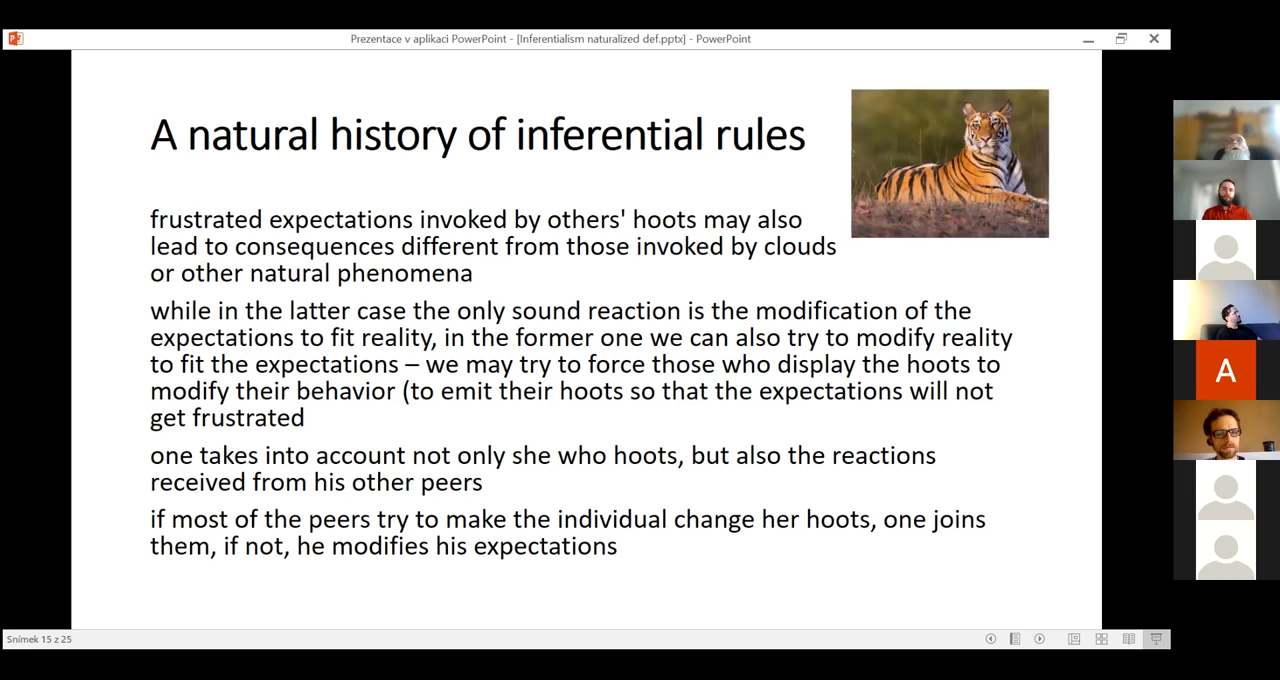 Prezentace v aplikaci PowerPoint - [Inferentialism naturalized def.pptx] - PowerPoint
A natural history of inferential rules
frustrated expectations invoked by others' hoots may also
lead to consequences different from those invoked by clouds
or other natural phenomena
while in the latter case the only sound reaction is the modification of the
expectations to fit reality, in the former one we can also try to modify reality
to fit the expectations – we may try to force those who display the hoots to
modify their behavior (to emit their hoots so that the expectations will not
get frustrated
one takes into account not only she who hoots, but also the reactions
received from his other peers
if most of the peers try to make the individual change her hoots, one joins
them, if not, he modifies his expectations
A
Snímek 15 z 25